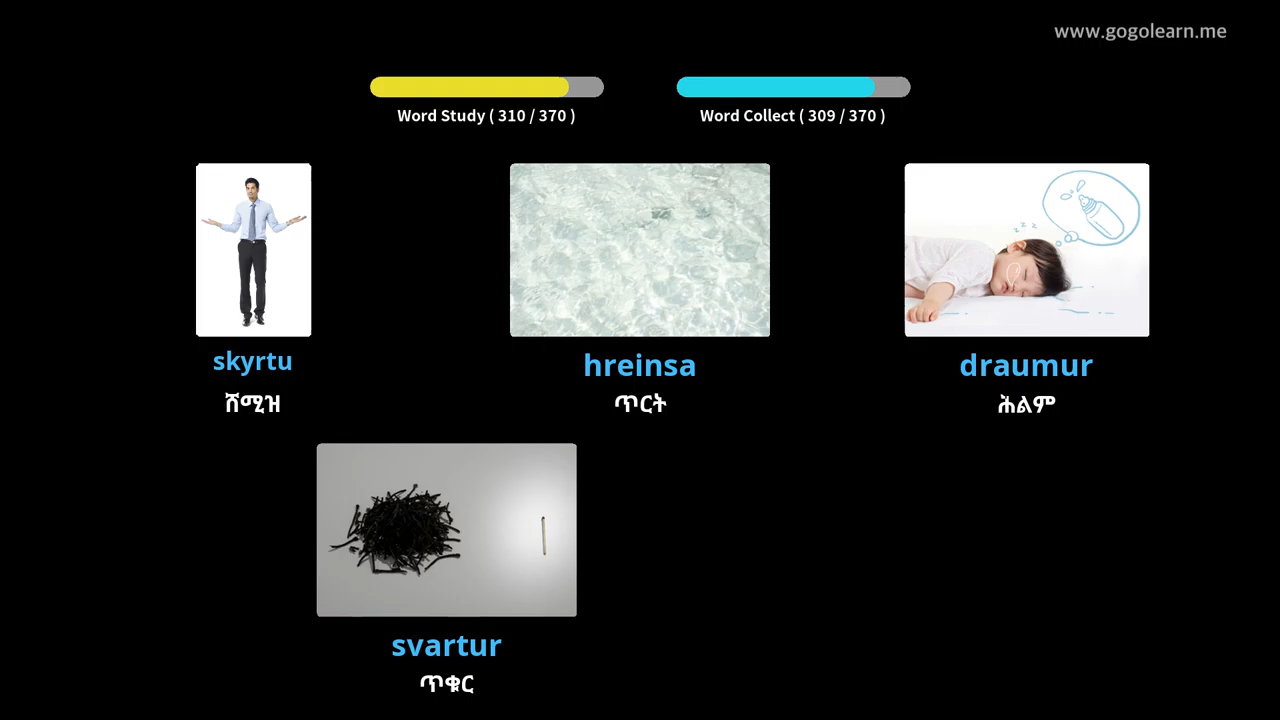 www.gogolearn.me
Word Study ( 310 / 370 )
Word Collect ( 309 / 370 )
skyrtu
ሸሚዝ
hreinsa
ጥርት
draumur
ሕልም
svartur
ጥቁር